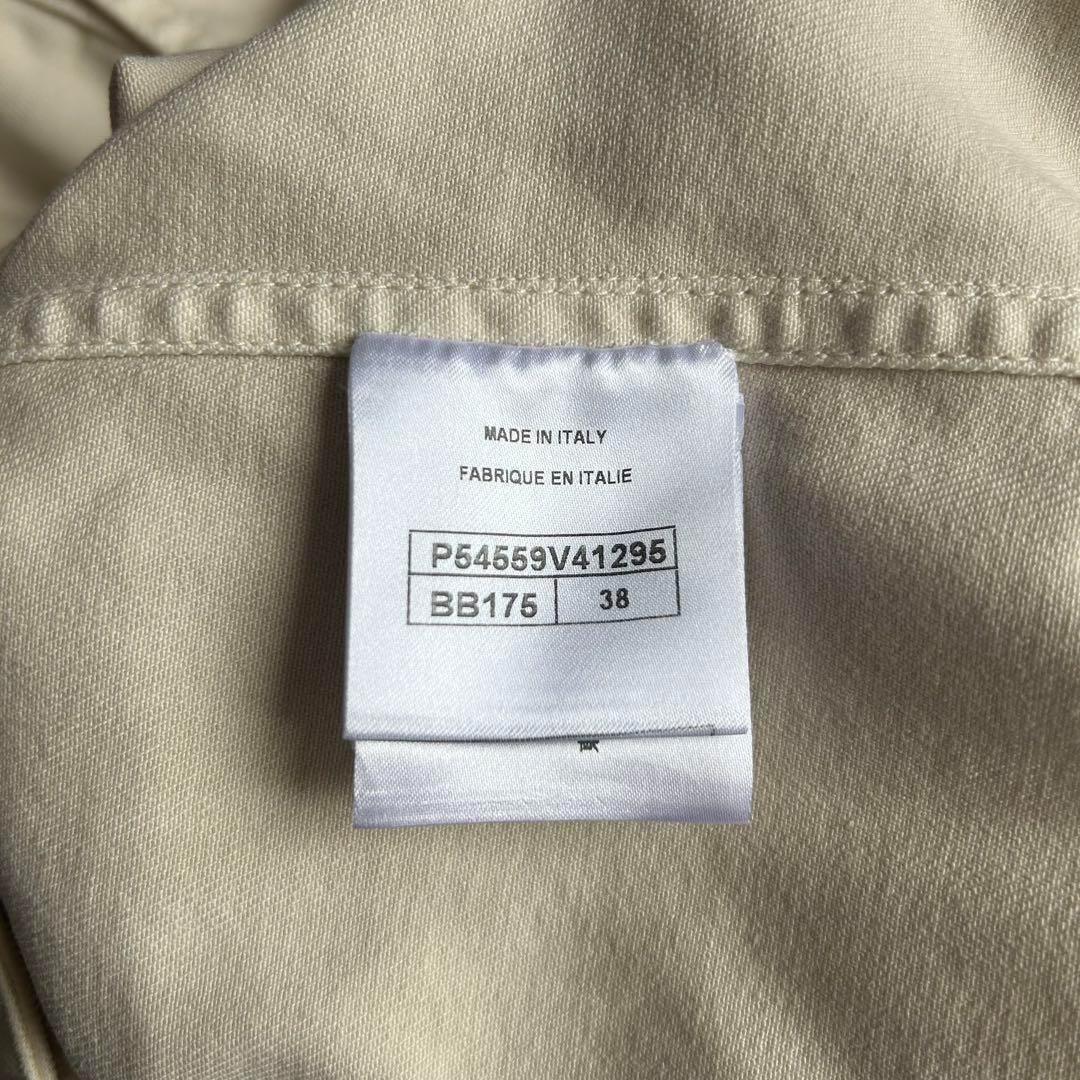 MADE IN ITALY
FABRIQUE EN ITALIE
P54559V41295
BB175 38